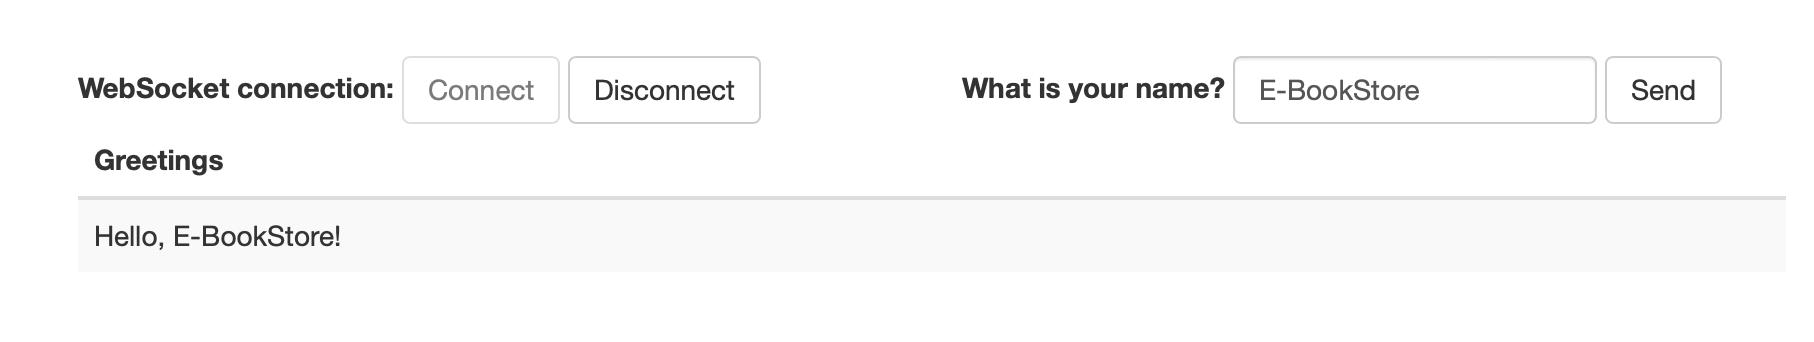 WebSocket connection: Connect Disconnect What is your name? E-BookStore Send
Greetings
Hello, E-BookStore!